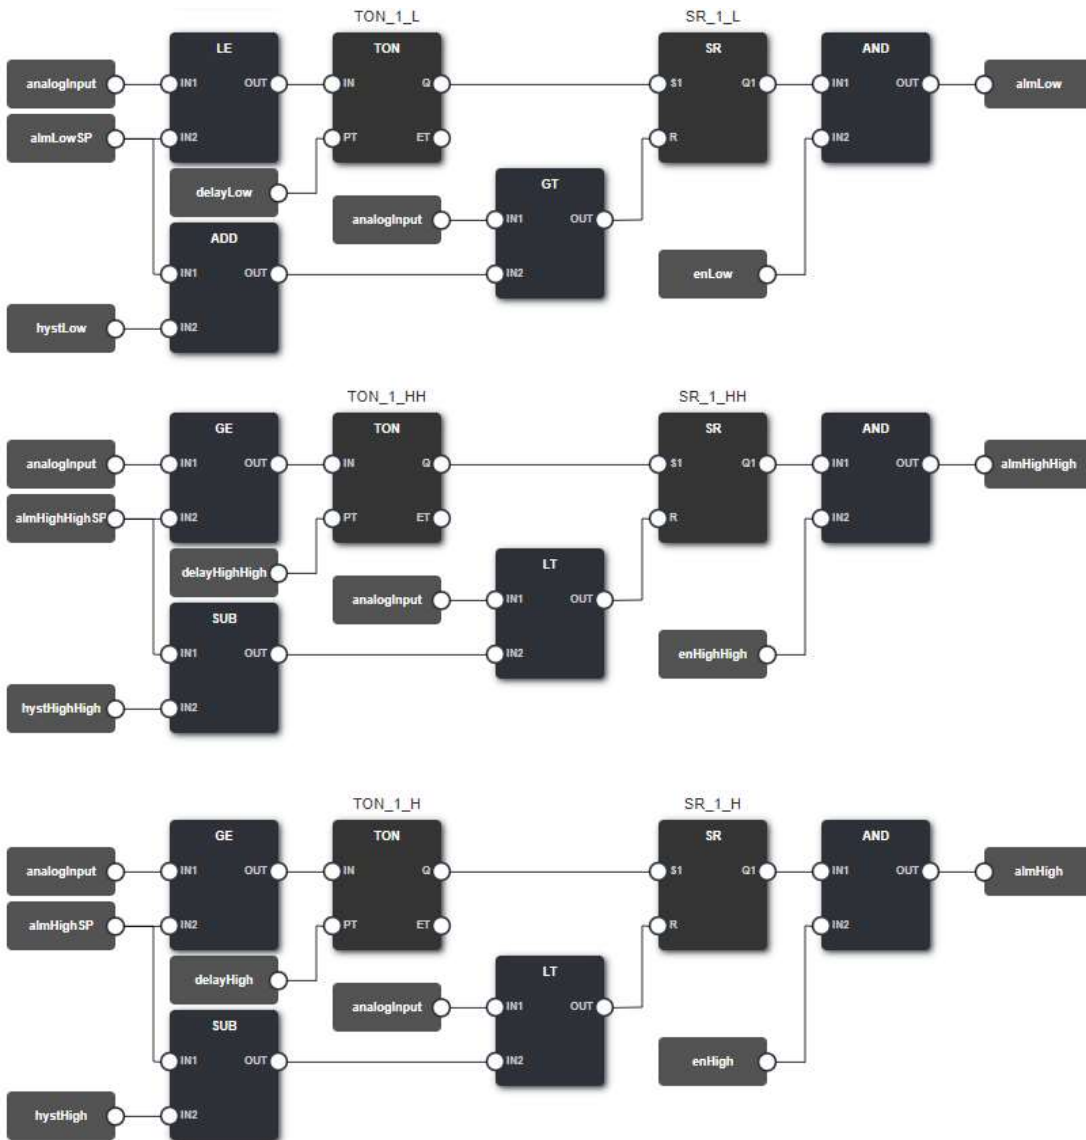 TON_1_L SR_1_L
LE TON SR AND
analogInput IN1 OUT IN Q S1 Q1 IN1 OUT almLow
almLowSP IN2 PT ET R IN2
delayLow GT
analogInput IN1 OUT
ADD
IN1 OUT IN2 enLow
hystLow IN2
TON_1_HH SR_1_HH
GE TON SR AND
analogInput IN1 OUT IN Q S1 Q1 IN1 OUT almHighHigh
almHighHighSP IN2 PT ET R IN2
delayHighHigh LT
analogInput IN1 OUT
SUB
IN1 OUT IN2 enHighHigh
hystHighHigh IN2
TON_1_H SR_1_H
GE TON SR AND
analogInput IN1 OUT IN Q S1 Q1 IN1 OUT almHigh
almHighSP IN2 PT ET R IN2
delayHigh LT
analogInput IN1 OUT
SUB
IN1 OUT IN2 enHigh
hystHigh IN2